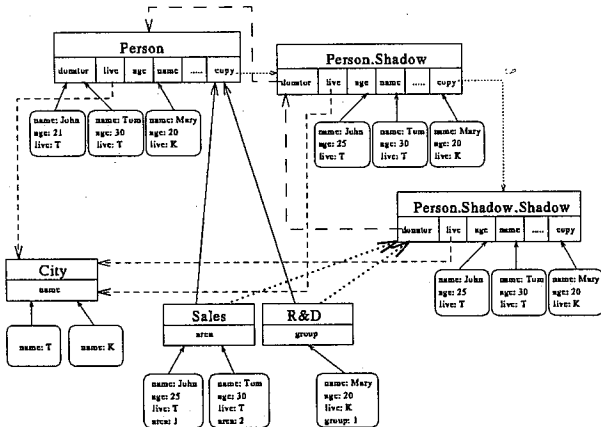 Person
donator live age name ..... copy
name: John
age: 21
live: T
name: Tom
age: 30
live: T
name: Mary
age: 20
live: K
Person.Shadow
donator live age name ..... copy
name: John
age: 25
live: T
name: Tom
age: 30
live: T
name: Mary
age: 20
live: K
Person.Shadow.Shadow
donator live age name ..... copy
name: John
age: 25
live: T
name: Tom
age: 30
live: T
name: Mary
age: 20
live: K
City
name
name: T
name: K
Sales
area
name: John
age: 25
live: T
area: 1
name: Tom
age: 30
live: T
area: 2
R&D
group
name: Mary
age: 20
live: K
group: 1